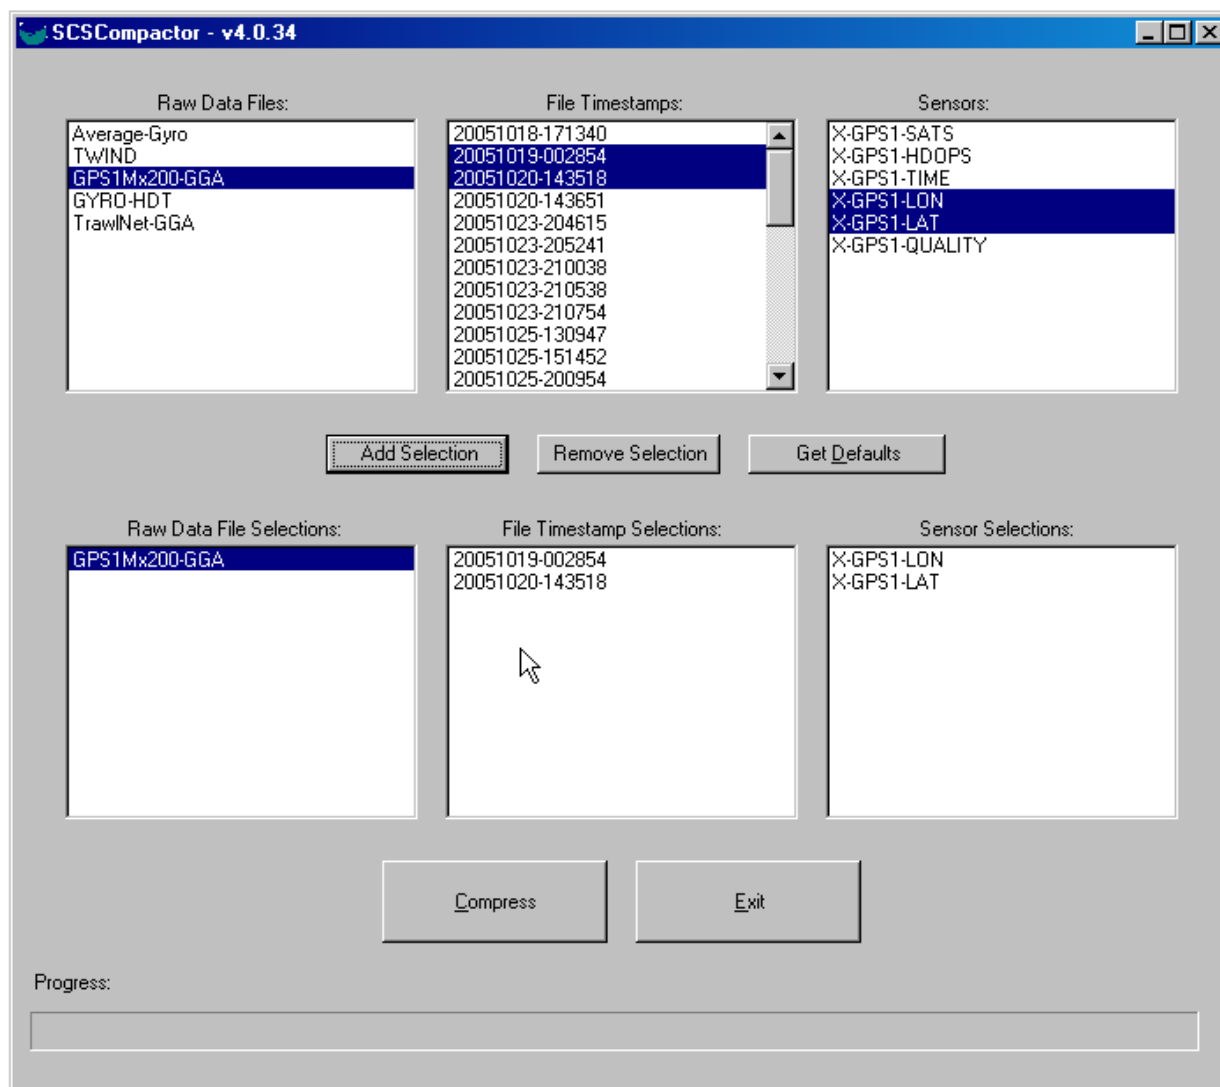 SCSCompactor - v4.0.34
Raw Data Files:
Average-Gyro
TWIND
GPS1Mx200-GGA
GYRO-HDT
TrawlNet-GGA
File Timestamps:
20051018-171340
20051019-002854
20051020-143518
20051020-143651
20051023-204615
20051023-205241
20051023-210038
20051023-210538
20051023-210754
20051025-130947
20051025-151452
20051025-200954
Sensors:
X-GPS1-SATS
X-GPS1-HDOPS
X-GPS1-TIME
X-GPS1-LON
X-GPS1-LAT
X-GPS1-QUALITY
Add Selection
Remove Selection
Get Defaults
Raw Data File Selections:
GPS1Mx200-GGA
File Timestamp Selections:
20051019-002854
20051020-143518
Sensor Selections:
X-GPS1-LON
X-GPS1-LAT
Compress
Exit
Progress: